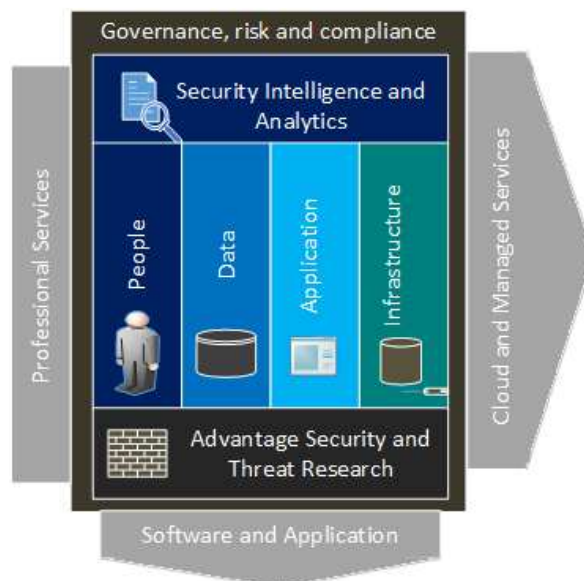 Governance, risk and compliance
Security Intelligence and
Analytics
Professional Services
People
Data
Application
Infrastructure
Cloud and Managed Services
Advantage Security and
Threat Research
Software and Application